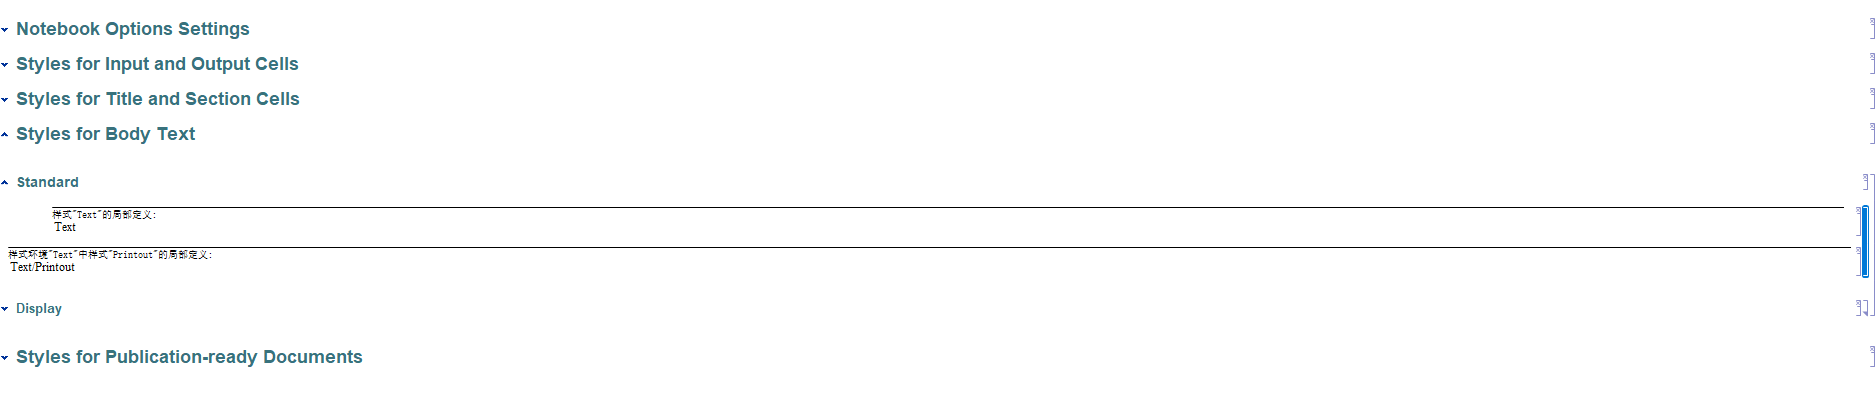 Notebook Options Settings
Styles for Input and Output Cells
Styles for Title and Section Cells
Styles for Body Text
Standard
样式"Text"的局部定义:
Text
样式环境"Text"中样式"Printout"的局部定义:
Text/Printout
Display
Styles for Publication-ready Documents